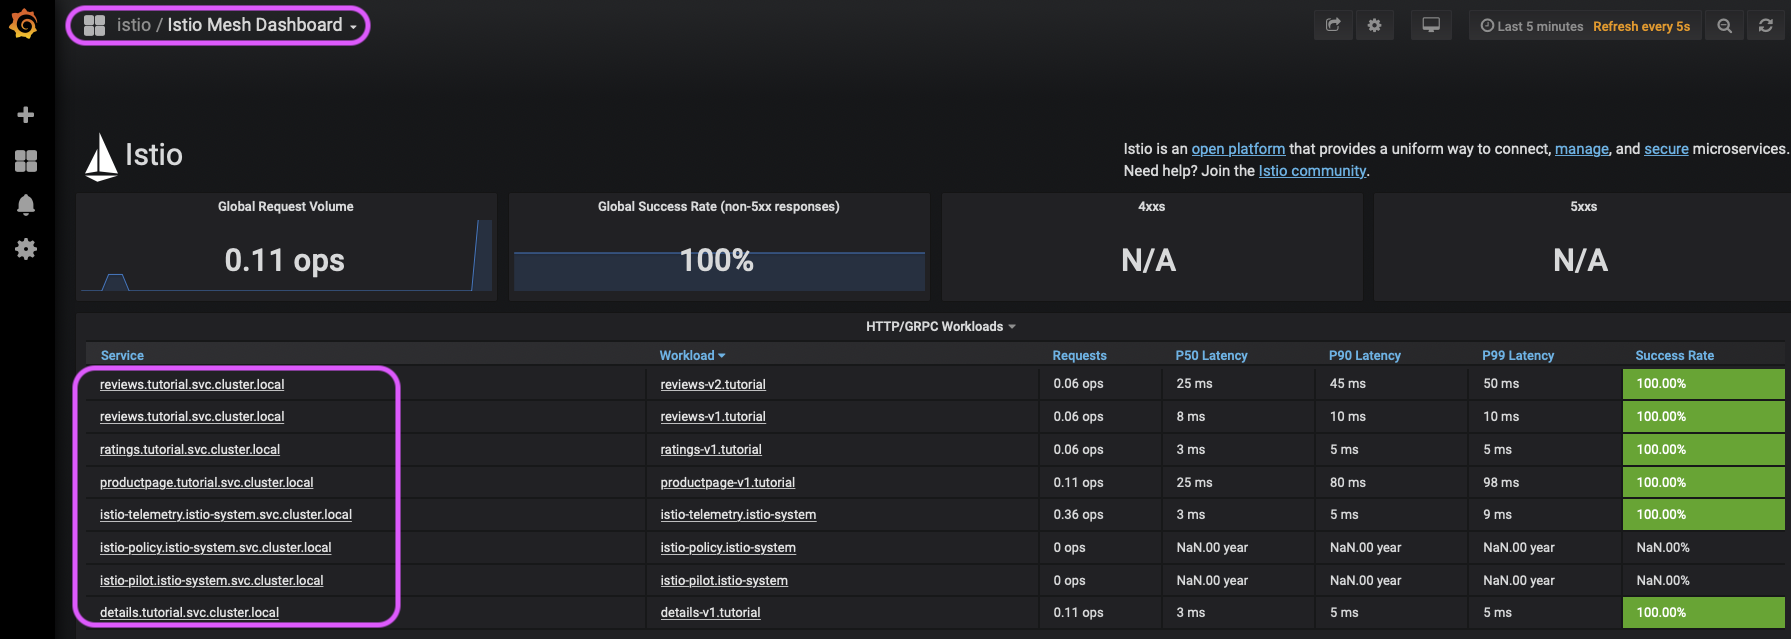 istio / Istio Mesh Dashboard
Last 5 minutes Refresh every 5s
Istio
Istio is an open platform that provides a uniform way to connect, manage, and secure microservices.
Need help? Join the Istio community.
Global Request Volume
0.11 ops
Global Success Rate (non-5xx responses)
100%
4xxs
N/A
5xxs
N/A
HTTP/GRPC Workloads
Service Workload Requests P50 Latency P90 Latency P99 Latency Success Rate
reviews.tutorial.svc.cluster.local reviews-v2.tutorial 0.06 ops 25 ms 45 ms 50 ms 100.00%
reviews.tutorial.svc.cluster.local reviews-v1.tutorial 0.06 ops 8 ms 10 ms 10 ms 100.00%
ratings.tutorial.svc.cluster.local ratings-v1.tutorial 0.06 ops 3 ms 5 ms 5 ms 100.00%
productpage.tutorial.svc.cluster.local productpage-v1.tutorial 0.11 ops 25 ms 80 ms 98 ms 100.00%
istio-telemetry.istio-system.svc.cluster.local istio-telemetry.istio-system 0.36 ops 3 ms 5 ms 9 ms 100.00%
istio-policy.istio-system.svc.cluster.local istio-policy.istio-system 0 ops NaN.00 year NaN.00 year NaN.00 year NaN.00%
istio-pilot.istio-system.svc.cluster.local istio-pilot.istio-system 0 ops NaN.00 year NaN.00 year NaN.00 year NaN.00%
details.tutorial.svc.cluster.local details-v1.tutorial 0.11 ops 3 ms 5 ms 5 ms 100.00%